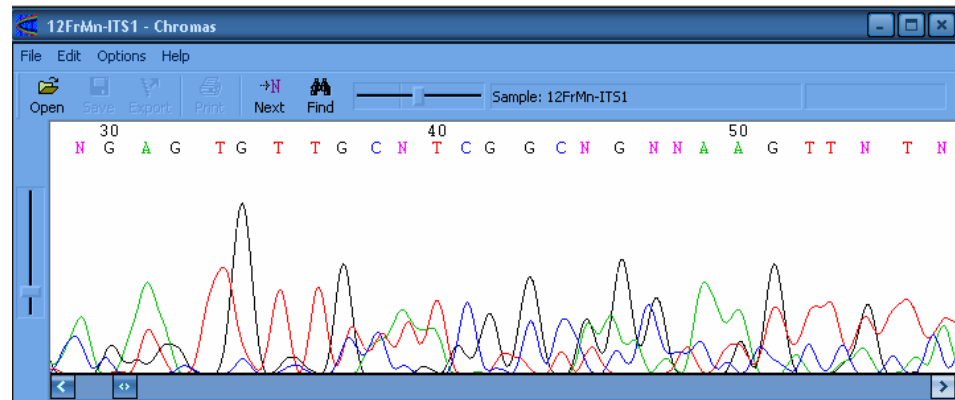 12FrMn-ITS1 - Chromas
File Edit Options Help
Open Save Export Print Next Find Sample: 12FrMn-ITS1
30 40 50
N G A G T G T T G C N T C G G C N G N N A A G T T N T N